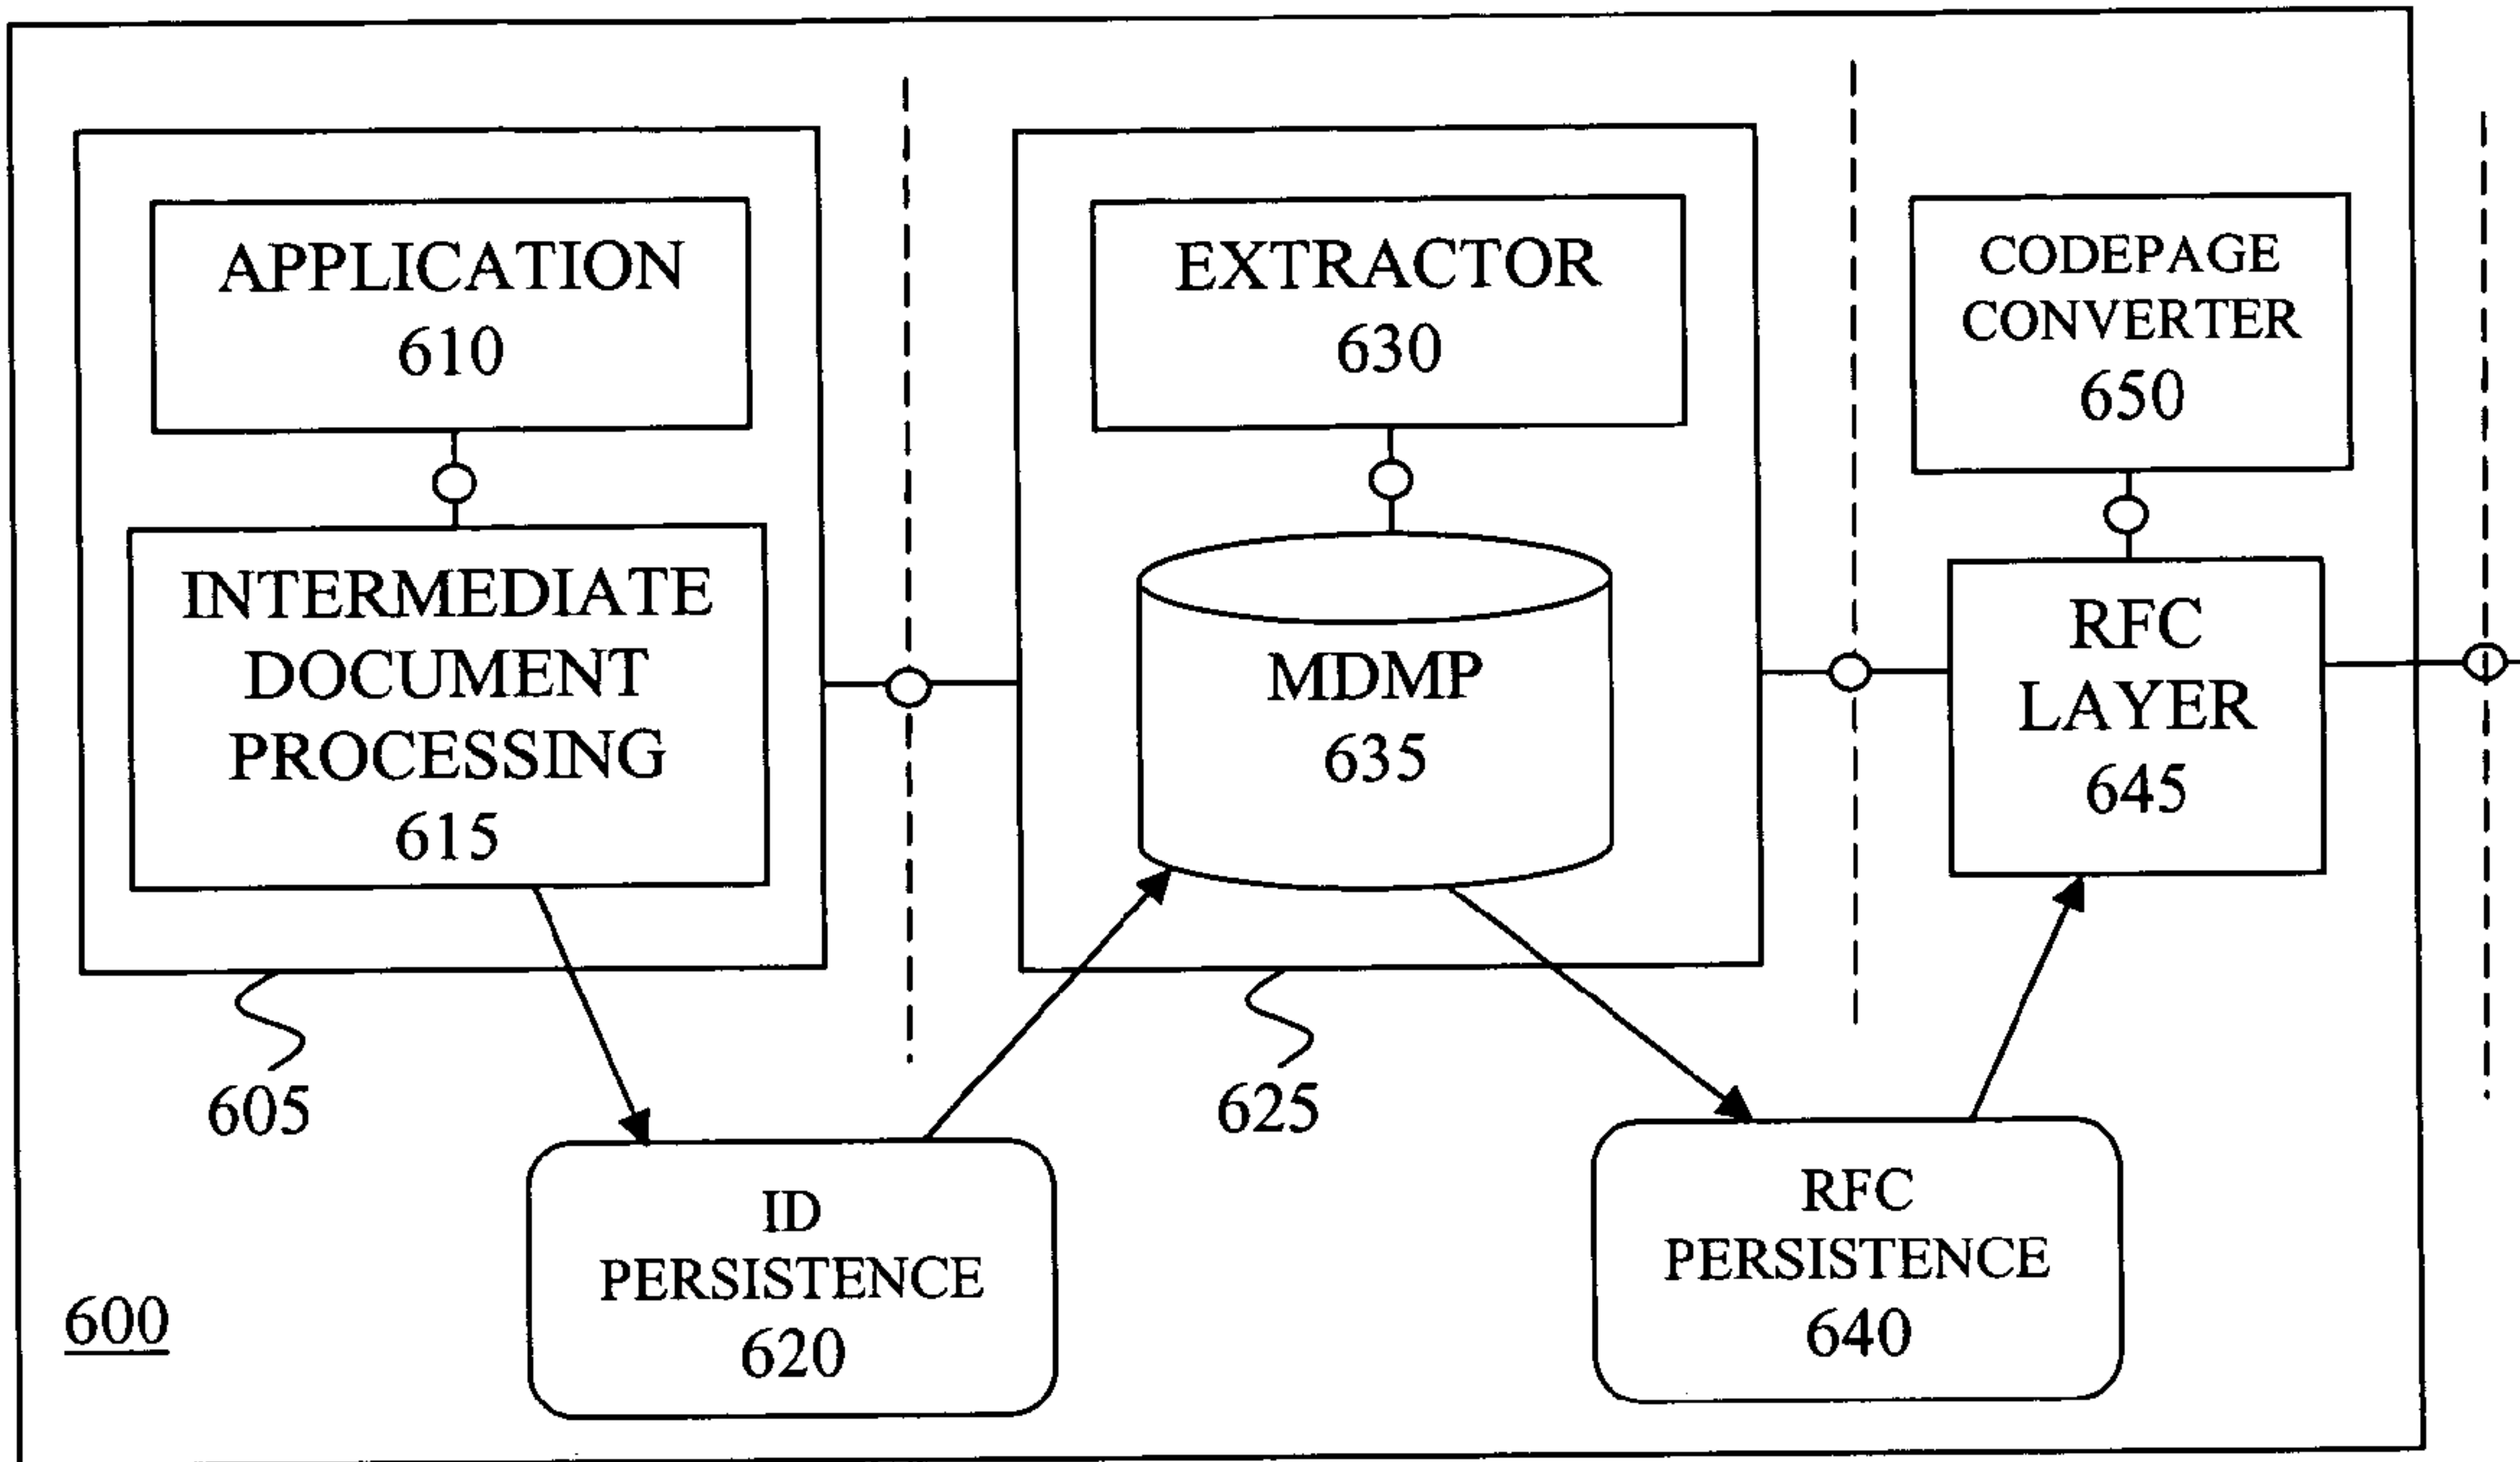 APPLICATION
610
INTERMEDIATE
DOCUMENT
PROCESSING
615
605
EXTRACTOR
630
MDMP
635
625
CODEPAGE
CONVERTER
650
RFC
LAYER
645
ID
PERSISTENCE
620
RFC
PERSISTENCE
640
600